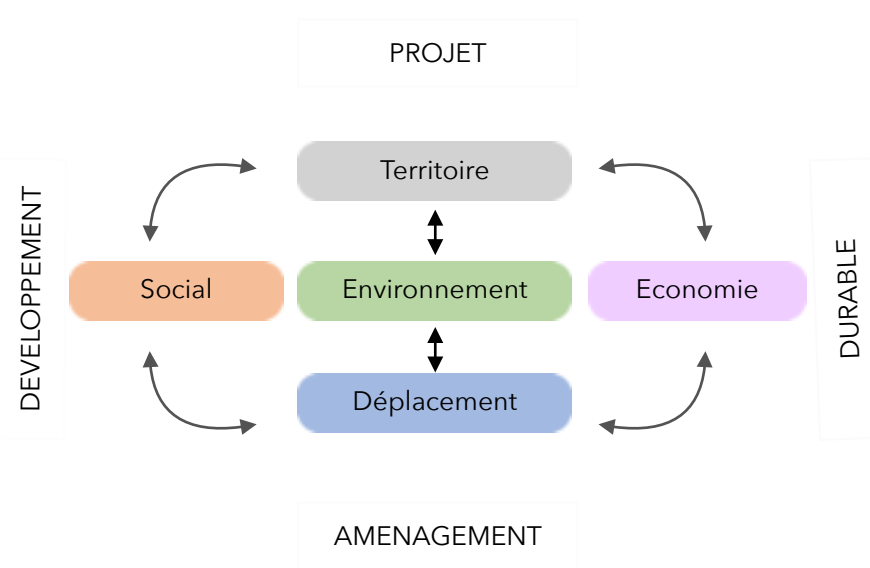 PROJET
Territoire
DEVELOPPEMENT
Social
Environnement
Economie
DURABLE
Déplacement
AMENAGEMENT